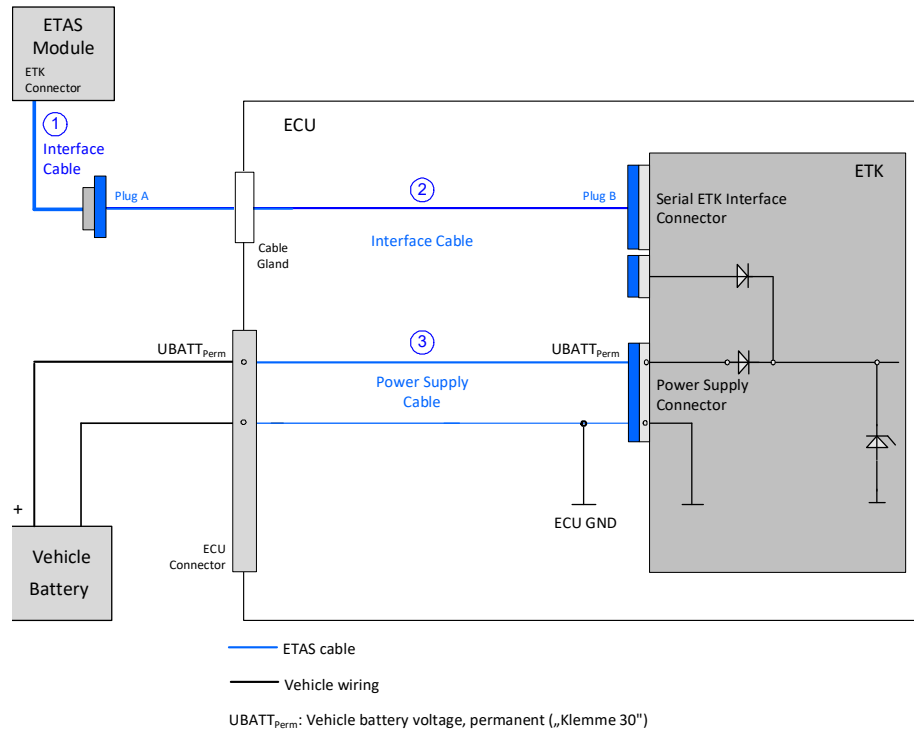 ETAS
Module
ETK
Connector
1
Interface
Cable
Plug A
Cable
Gland
ECU
2
Interface Cable
Plug B
ETK
Serial ETK Interface
Connector
UBATTPerm
3
UBATTPerm
Power Supply
Cable
Power Supply
Connector
ECU GND
+
Vehicle
Battery
ECU
Connector
ETAS cable
Vehicle wiring
UBATTPerm: Vehicle battery voltage, permanent („Klemme 30")